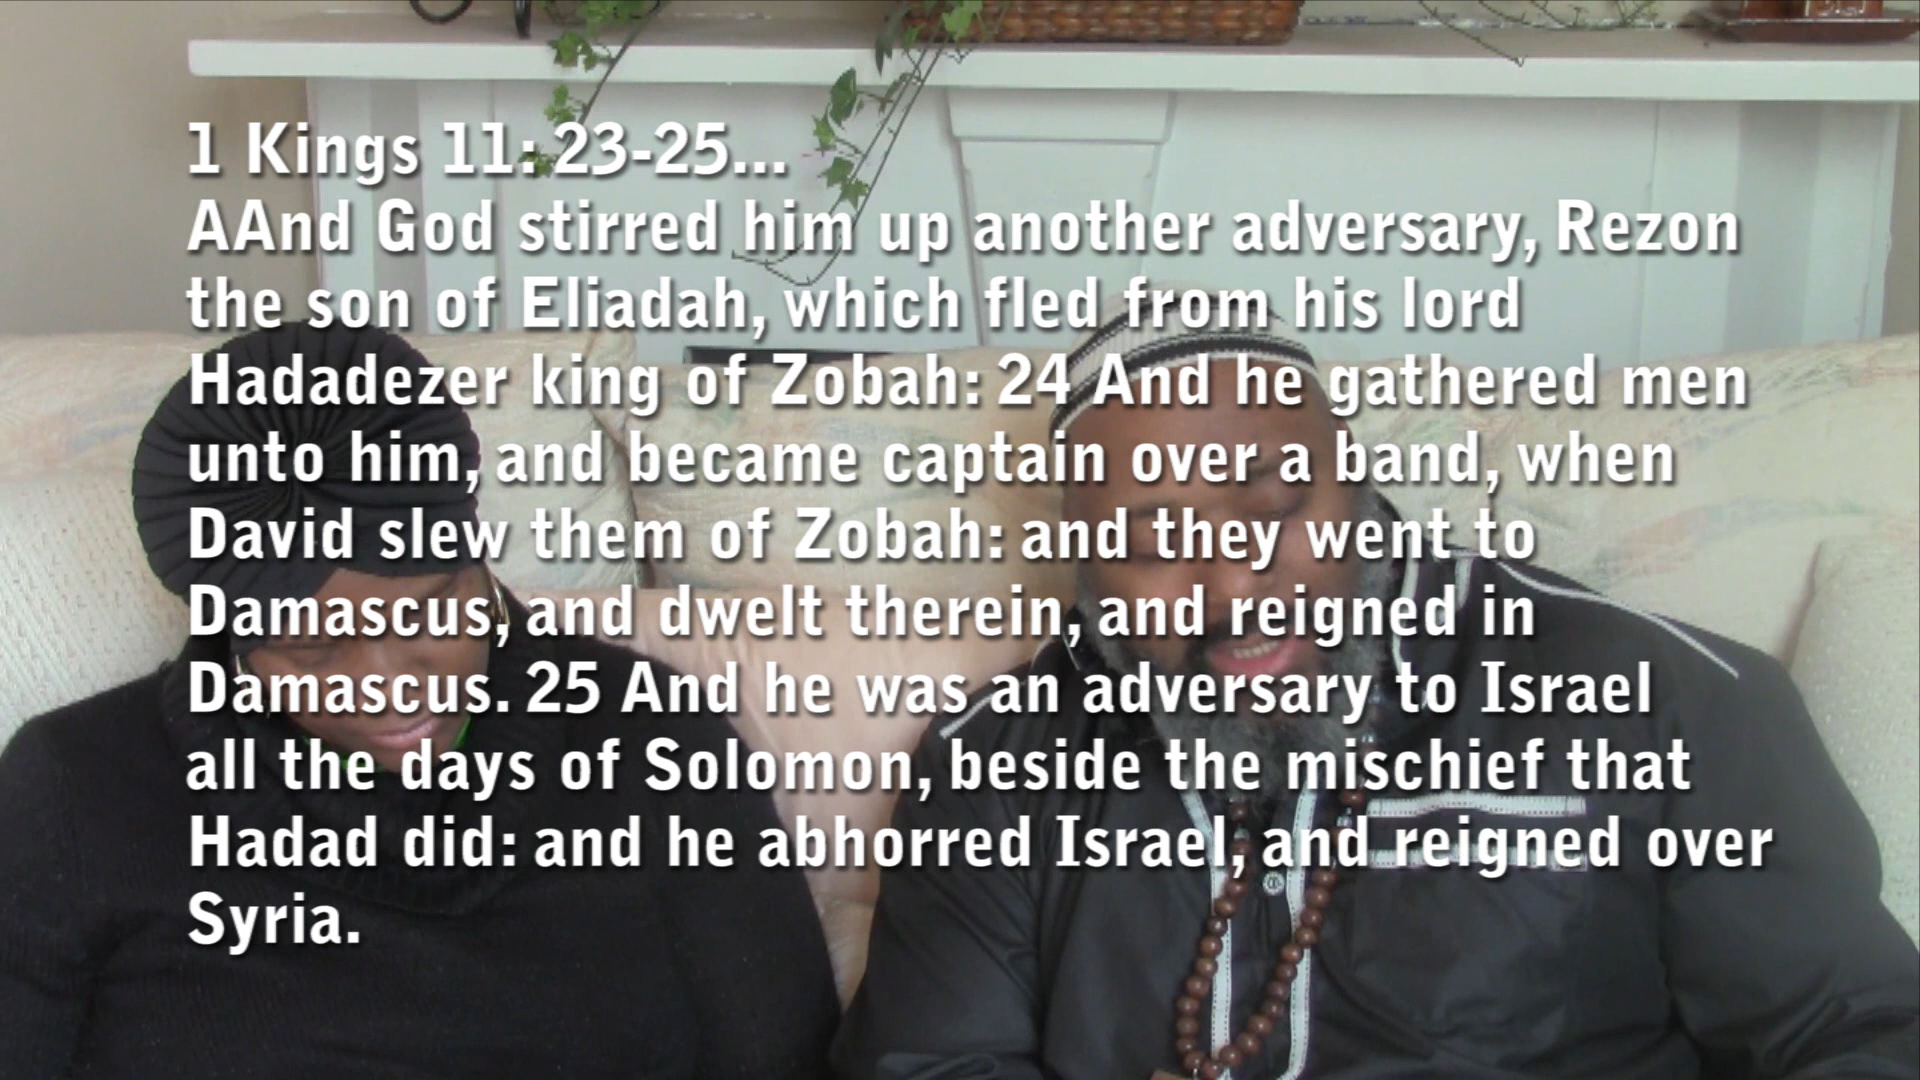 1 Kings 11: 23-25...
AAnd God stirred him up another adversary, Rezon
the son of Eliadah, which fled from his lord
Hadadezer king of Zobah: 24 And he gathered men
unto him, and became captain over a band, when
David slew them of Zobah: and they went to
Damascus, and dwelt therein, and reigned in
Damascus. 25 And he was an adversary to Israel
all the days of Solomon, beside the mischief that
Hadad did: and he abhorred Israel, and reigned over
Syria.